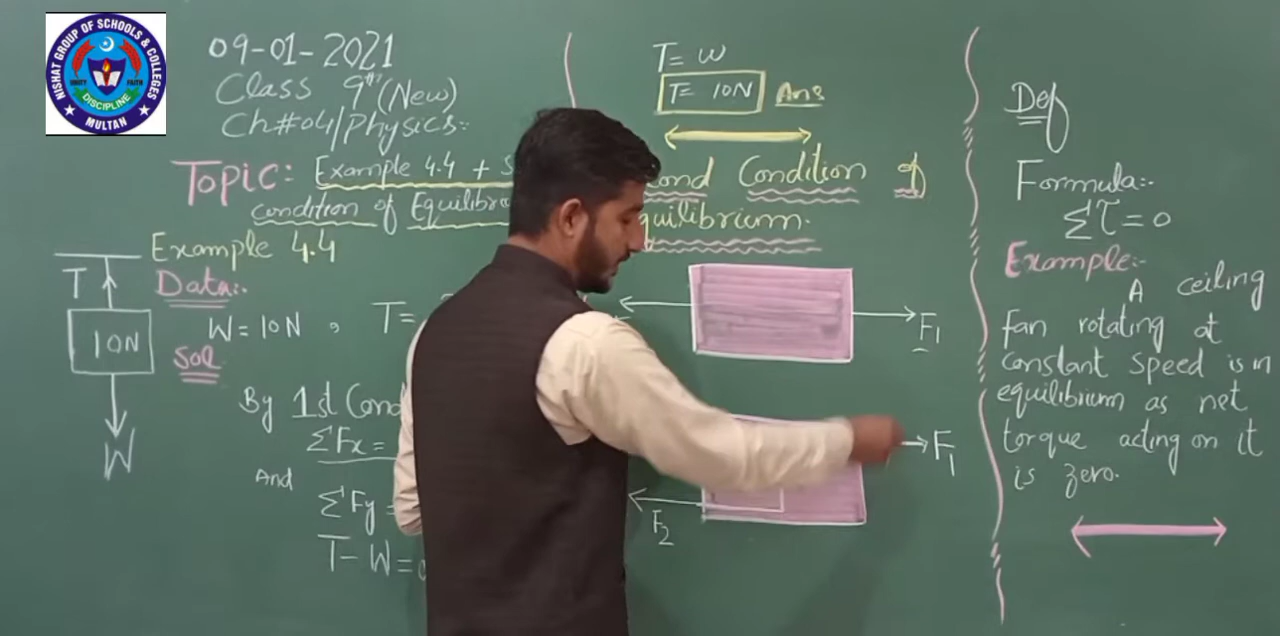 NISHAT GROUP OF SCHOOLS & COLLEGES
UNITY FAITH
DISCIPLINE
MULTAN
09-01-2021
Class 9th (New)
Ch#04/Physics:-
Topic: Example 4.4 +
condition of Equilibr
Example 4.4
T
10N
W
Data:-
W = 10N , T =
Sol
By 1st Cond
ΣFx =
And
ΣFy =
T - W =
T = W
T = 10N Ans
cond Condition of
quilibrium.
F1
F1
F2
Def
Formula:-
Στ = 0
Example:-
A ceiling
fan rotating at
constant speed is in
equilibrium as net
torque acting on it
is zero.